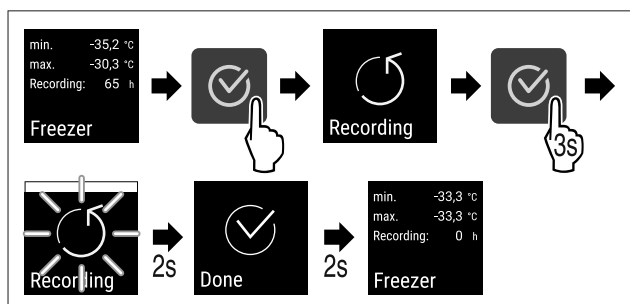 min. -35,2 °C
max. -30,3 °C
Recording: 65 h
Freezer
Recording
3s
Recording
2s
Done
2s
min. -33,3 °C
max. -33,3 °C
Recording: 0 h
Freezer